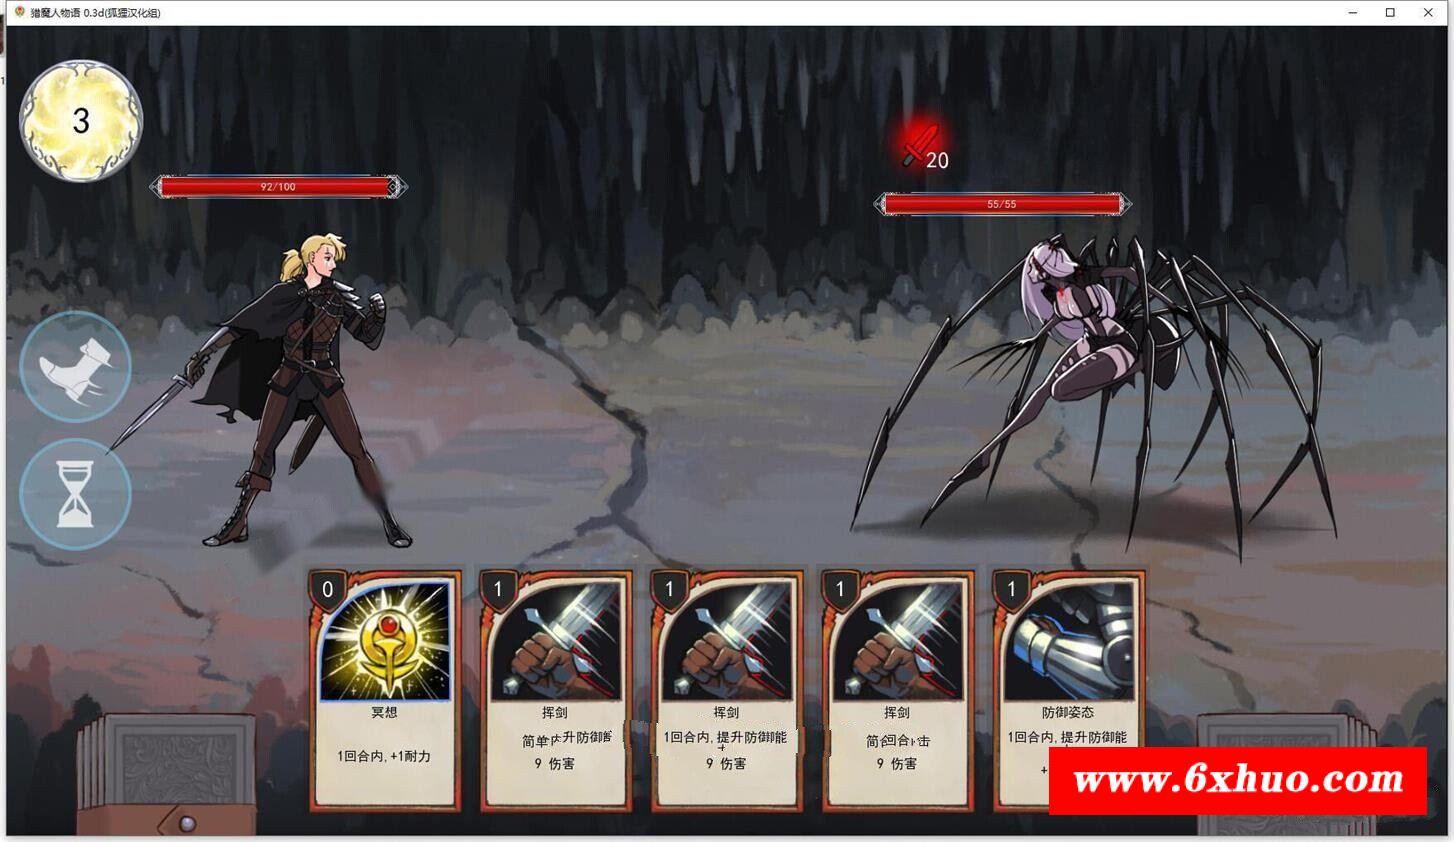 猎魔人物语 0.3d(狐狸汉化组)
3
92/100
20
55/55
0
1
1
1
1
冥想
挥剑
挥剑
挥剑
防御姿态
1回合内,+1耐力
9 伤害
1回合内,提升防御能
9 伤害
9 伤害
1回合内,提升防御能
+
www.6xhuo.com